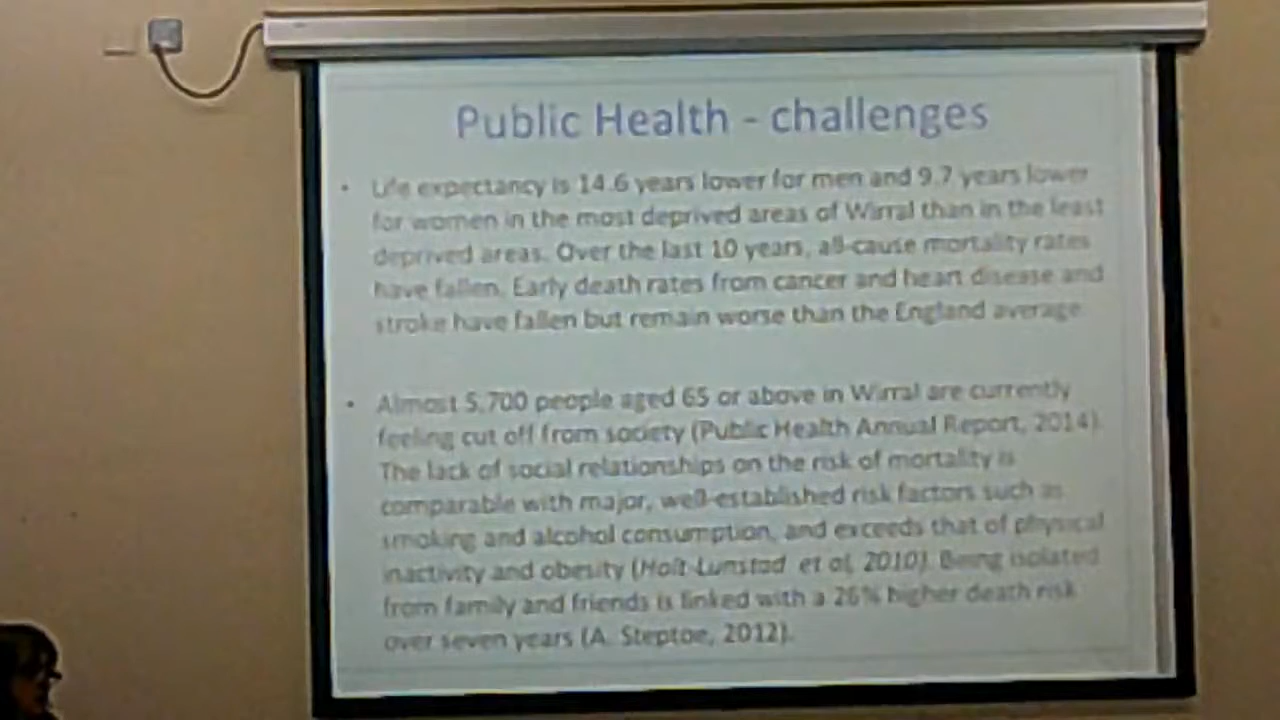 Public Health - challenges
• Life expectancy is 14.6 years lower for men and 9.7 years lower
for women in the most deprived areas of Wirral than in the least
deprived areas. Over the last 10 years, all-cause mortality rates
have fallen. Early death rates from cancer and heart disease and
stroke have fallen but remain worse than the England average
• Almost 5,700 people aged 65 or above in Wirral are currently
feeling cut off from society (Public Health Annual Report, 2014).
The lack of social relationships on the risk of mortality is
comparable with major, well-established risk factors such as
smoking and alcohol consumption, and exceeds that of physical
inactivity and obesity (Holt-Lunstad et al, 2010). Being isolated
from family and friends is linked with a 26% higher death risk
over seven years (A. Steptoe, 2012).